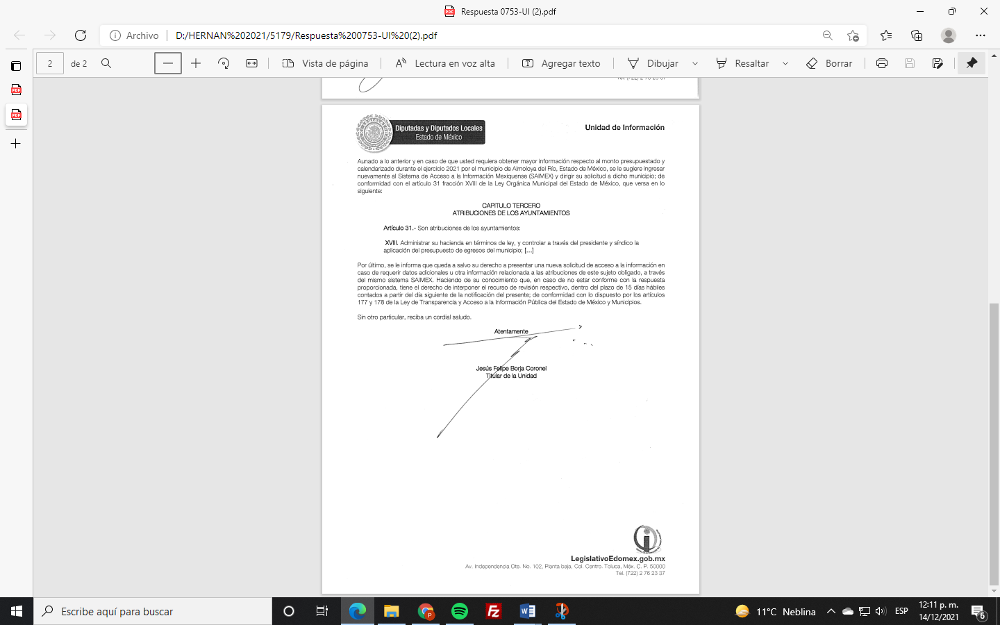 Respuesta 0753-UI (2).pdf
Archivo
D:/HERNAN%202021/5179/Respuesta%200753-UI%20(2).pdf
2 de 2
Vista de página
Lectura en voz alta
Agregar texto
Dibujar
Resaltar
Borrar
Tel. (722) 2 76 23 37
Diputadas y Diputados Locales
Estado de México
Unidad de Información
Aunado a lo anterior y en caso de que usted requiera obtener mayor información respecto al monto presupuestado y
calendarizado durante el ejercicio 2021 por el municipio de Almoloya del Río, Estado de México, se le sugiere ingresar
nuevamente al Sistema de Acceso a la Información Mexiquense (SAIMEX) y dirigir su solicitud a dicho municipio; de
conformidad con el artículo 31 fracción XVIII de la Ley Orgánica Municipal del Estado de México, que versa en lo
siguiente:
CAPITULO TERCERO
ATRIBUCIONES DE LOS AYUNTAMIENTOS
Artículo 31.- Son atribuciones de los ayuntamientos:
XVIII. Administrar su hacienda en términos de ley, y controlar a través del presidente y síndico la
aplicación del presupuesto de egresos del municipio; [...]
Por último, se le informa que queda a salvo su derecho a presentar una nueva solicitud de acceso a la información en
caso de requerir datos adicionales u otra información relacionada a las atribuciones de este sujeto obligado, a través
del mismo sistema SAIMEX. Haciendo de su conocimiento que, en caso de no estar conforme con la respuesta
proporcionada, tiene el derecho de interponer el recurso de revisión respectivo, dentro del plazo de 15 días hábiles
contados a partir del día siguiente de la notificación del presente; de conformidad con lo dispuesto por los artículos
177 y 178 de la Ley de Transparencia y Acceso a la Información Pública del Estado de México y Municipios.
Sin otro particular, reciba un cordial saludo.
Atentamente
Jesús Felipe Borja Coronel
Titular de la Unidad
LegislativoEdomex.gob.mx
Av. Independencia Ote. No. 102, Planta baja, Col. Centro. Toluca, Méx. C. P. 50000
Tel. (722) 2 76 23 37
Escribe aquí para buscar
11°C Neblina
ESP
12:11 p. m.
14/12/2021
6